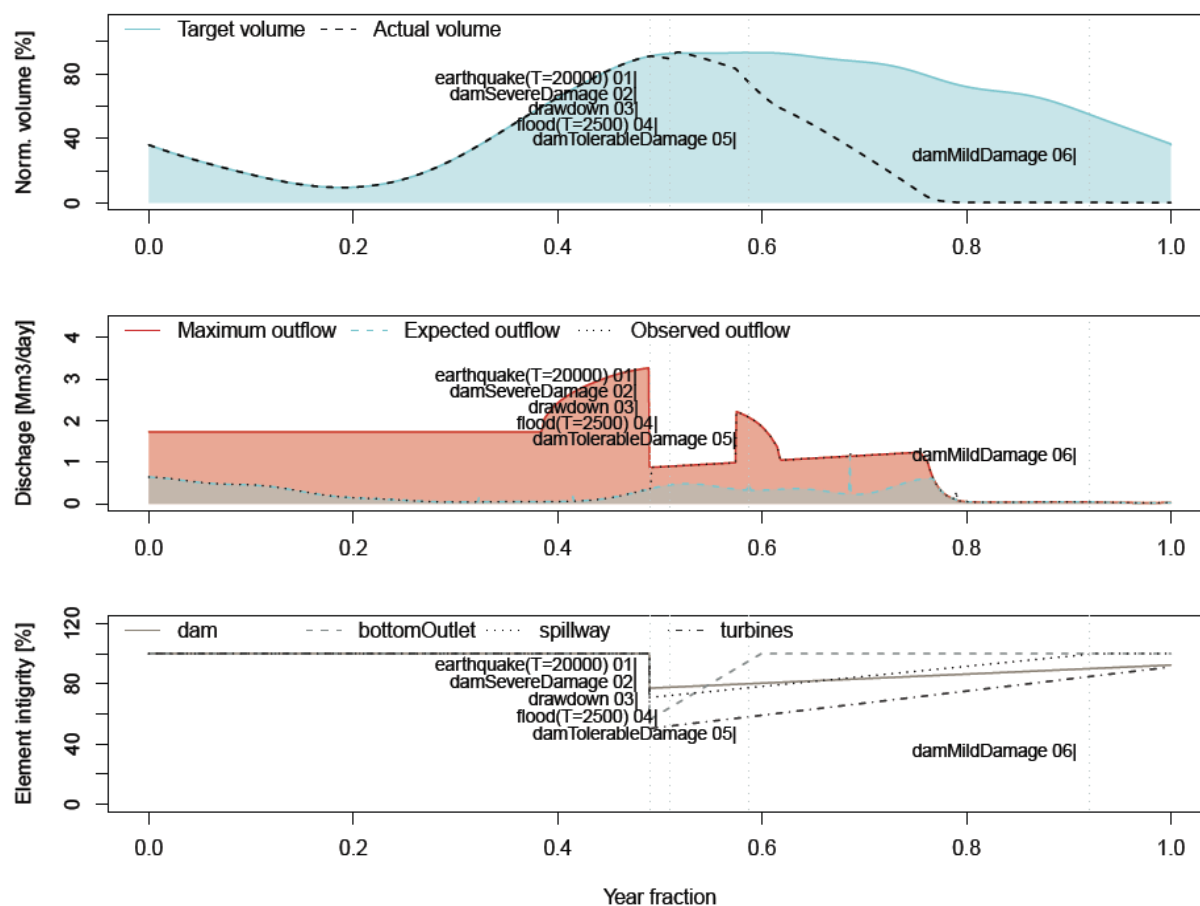 Target volume Actual volume
Norm. volume [%]
80
40
0
earthquake(T=20000) 01|
damSevereDamage 02|
drawdown 03|
flood(T=2500) 04|
damTolerableDamage 05|
damMildDamage 06|
0.0 0.2 0.4 0.6 0.8 1.0
Maximum outflow Expected outflow Observed outflow
Dischage [Mm3/day]
4
3
2
1
0
earthquake(T=20000) 01|
damSevereDamage 02|
drawdown 03|
flood(T=2500) 04|
damTolerableDamage 05|
damMildDamage 06|
0.0 0.2 0.4 0.6 0.8 1.0
dam bottomOutlet spillway turbines
Element intigrity [%]
120
80
40
0
earthquake(T=20000) 01|
damSevereDamage 02|
drawdown 03|
flood(T=2500) 04|
damTolerableDamage 05|
damMildDamage 06|
0.0 0.2 0.4 0.6 0.8 1.0
Year fraction